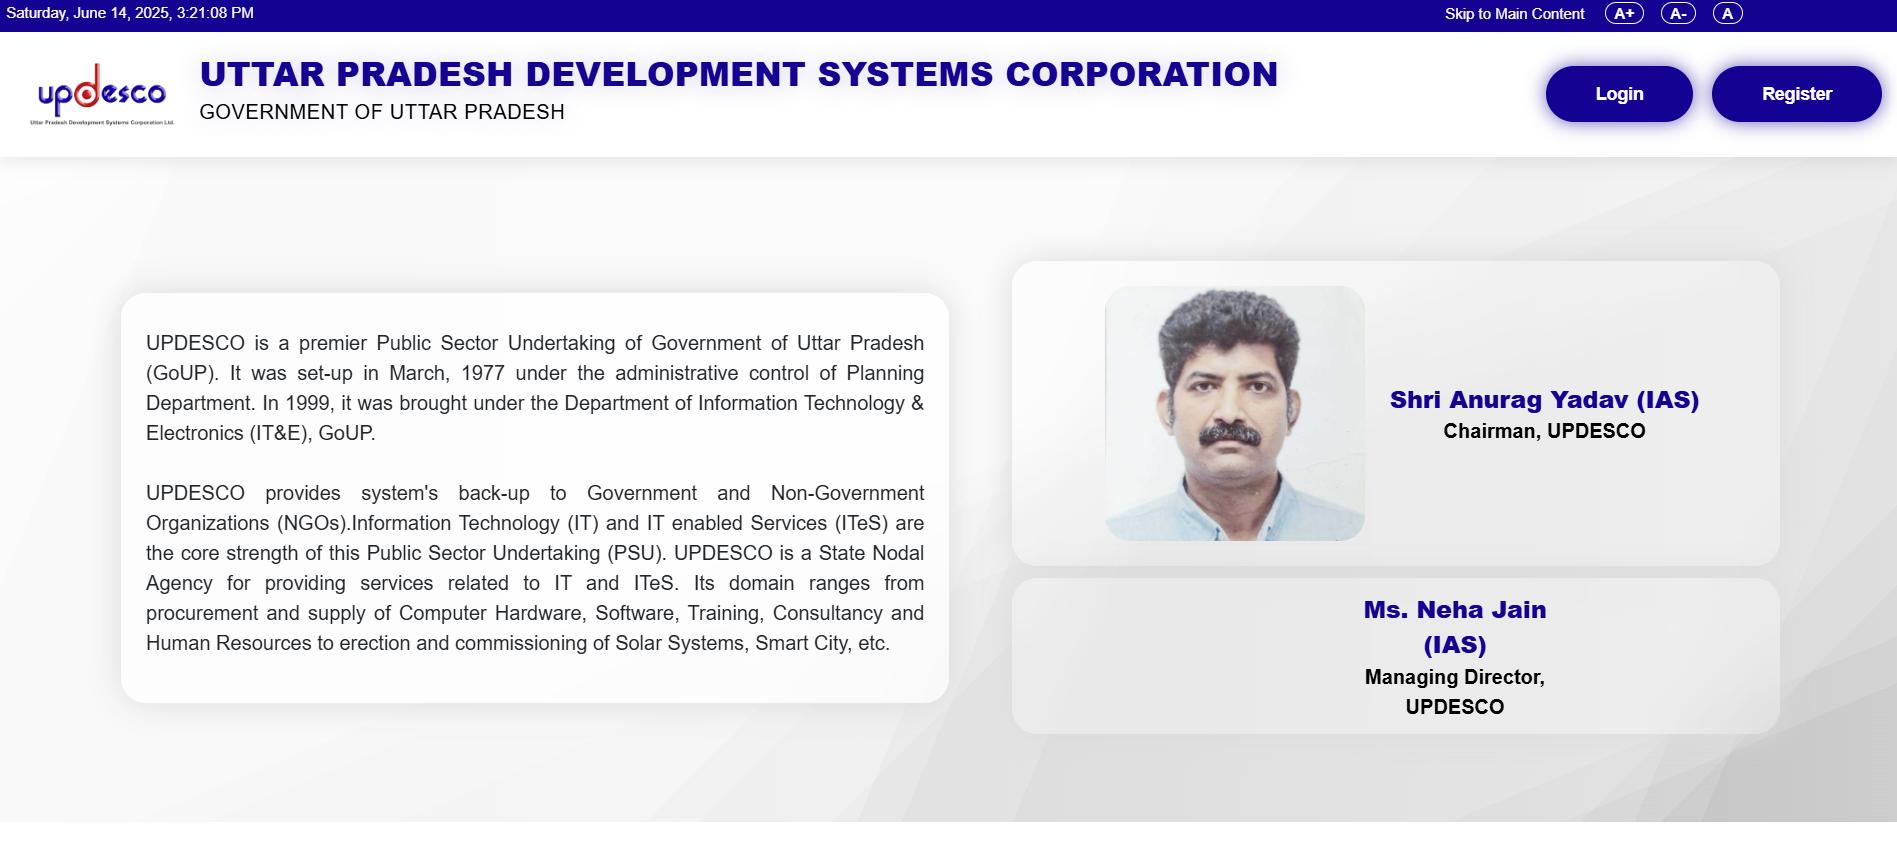 Saturday, June 14, 2025, 3:21:08 PM
Skip to Main Content
A+
A-
A
updesco
Uttar Pradesh Development Systems Corporation Ltd.
UTTAR PRADESH DEVELOPMENT SYSTEMS CORPORATION
GOVERNMENT OF UTTAR PRADESH
Login
Register
UPDESCO is a premier Public Sector Undertaking of Government of Uttar Pradesh
(GoUP). It was set-up in March, 1977 under the administrative control of Planning
Department. In 1999, it was brought under the Department of Information Technology &
Electronics (IT&E), GoUP.
UPDESCO provides system's back-up to Government and Non-Government
Organizations (NGOs).Information Technology (IT) and IT enabled Services (ITeS) are
the core strength of this Public Sector Undertaking (PSU). UPDESCO is a State Nodal
Agency for providing services related to IT and ITeS. Its domain ranges from
procurement and supply of Computer Hardware, Software, Training, Consultancy and
Human Resources to erection and commissioning of Solar Systems, Smart City, etc.
Shri Anurag Yadav (IAS)
Chairman, UPDESCO
Ms. Neha Jain
(IAS)
Managing Director,
UPDESCO